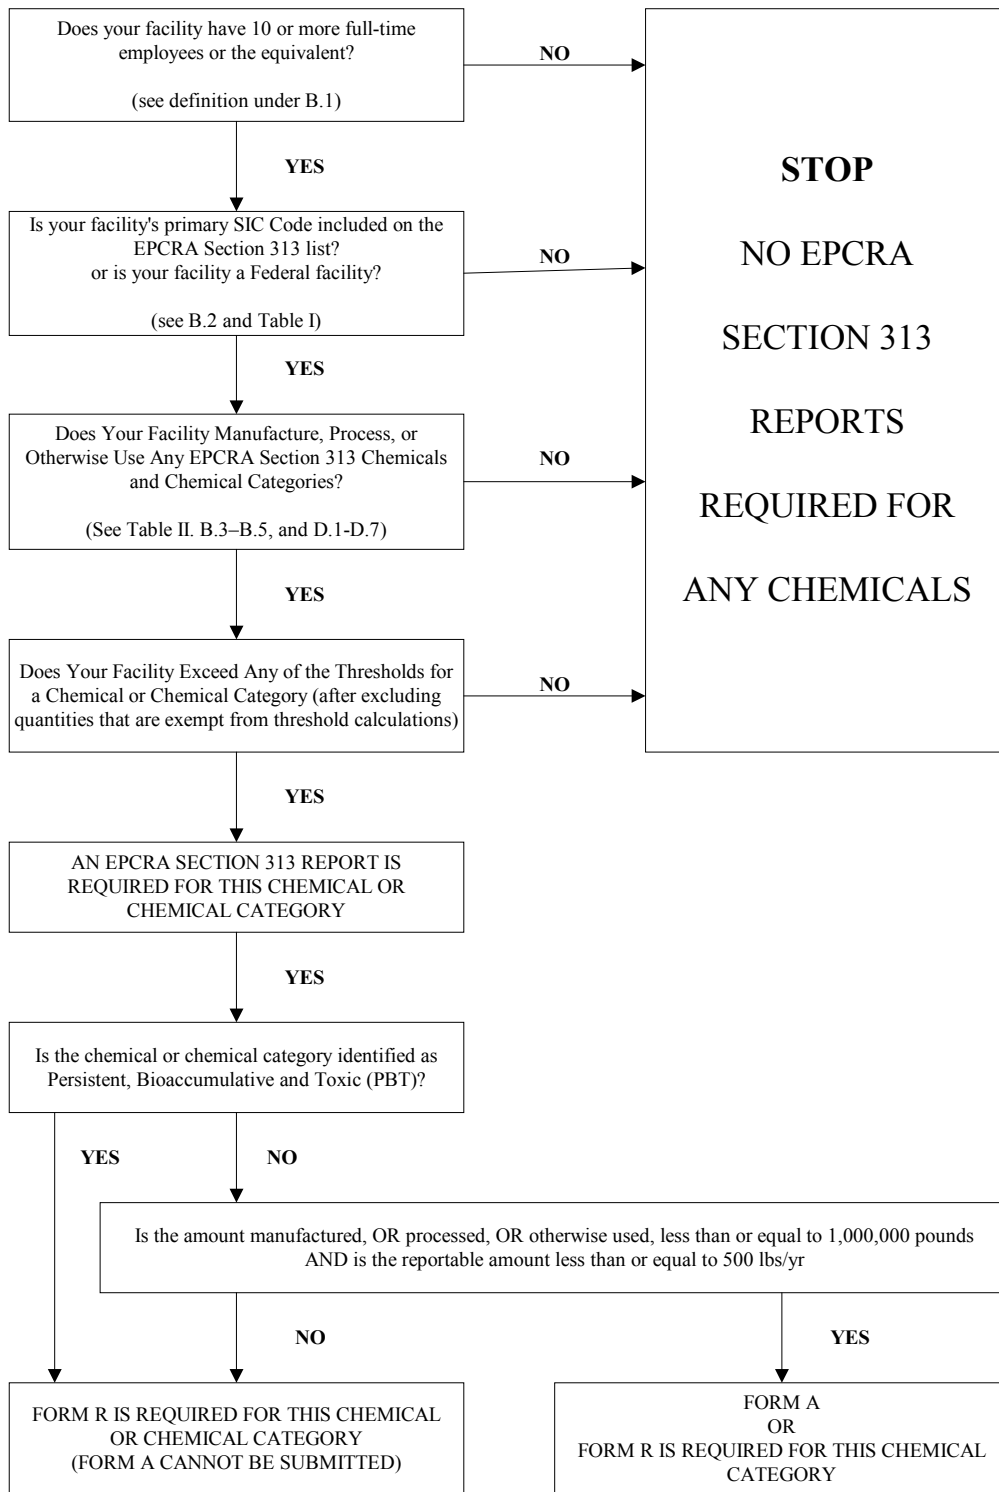 Does your facility have 10 or more full-time
employees or the equivalent?
(see definition under B.1)
NO
YES
STOP
NO EPCRA
SECTION 313
REPORTS
REQUIRED FOR
ANY CHEMICALS
Is your facility's primary SIC Code included on the
EPCRA Section 313 list?
or is your facility a Federal facility?
(see B.2 and Table I)
NO
YES
Does Your Facility Manufacture, Process, or
Otherwise Use Any EPCRA Section 313 Chemicals
and Chemical Categories?
(See Table II. B.3–B.5, and D.1-D.7)
NO
YES
Does Your Facility Exceed Any of the Thresholds for
a Chemical or Chemical Category (after excluding
quantities that are exempt from threshold calculations)
NO
YES
AN EPCRA SECTION 313 REPORT IS
REQUIRED FOR THIS CHEMICAL OR
CHEMICAL CATEGORY
YES
Is the chemical or chemical category identified as
Persistent, Bioaccumulative and Toxic (PBT)?
YES
NO
Is the amount manufactured, OR processed, OR otherwise used, less than or equal to 1,000,000 pounds
AND is the reportable amount less than or equal to 500 lbs/yr
NO
YES
FORM R IS REQUIRED FOR THIS CHEMICAL
OR CHEMICAL CATEGORY
(FORM A CANNOT BE SUBMITTED)
FORM A
OR
FORM R IS REQUIRED FOR THIS CHEMICAL
CATEGORY